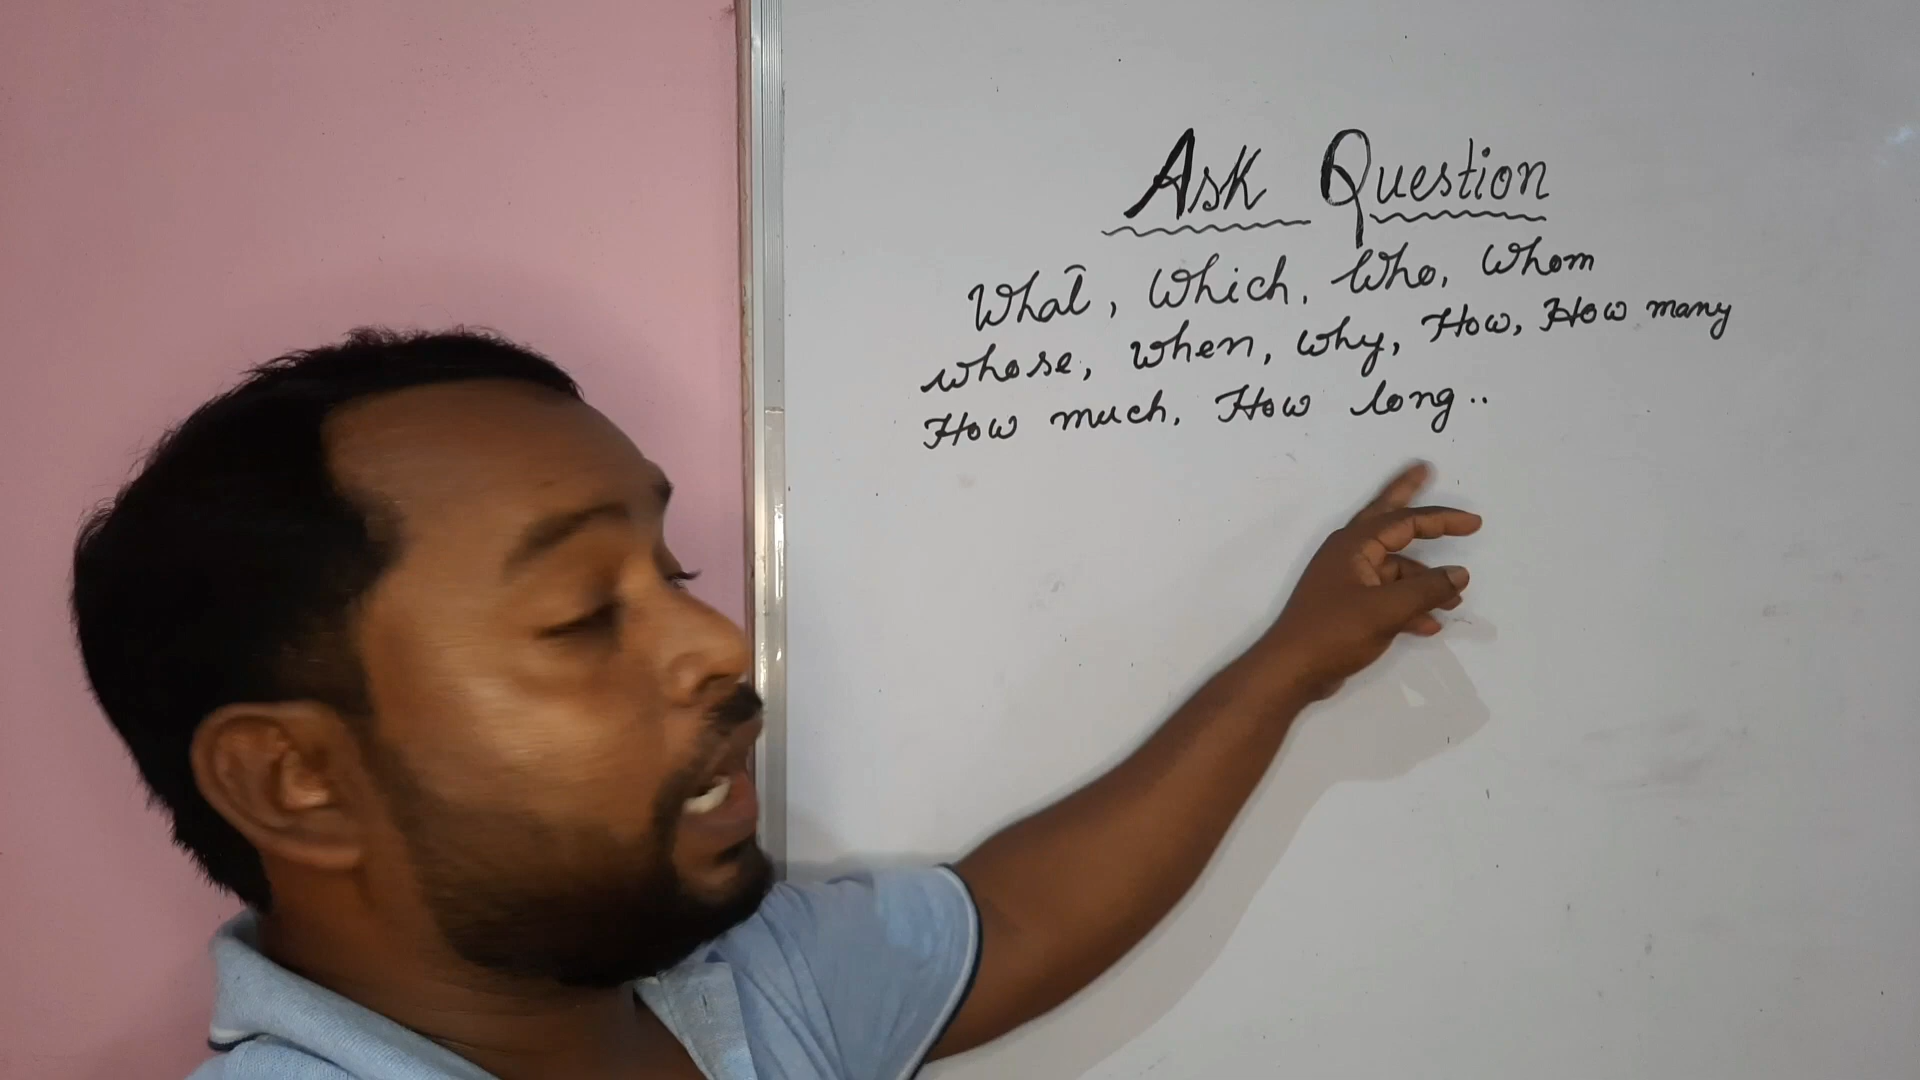 Ask Question
What, Which, Who, Whom
whose, when, why, How, How many
How much, How long..